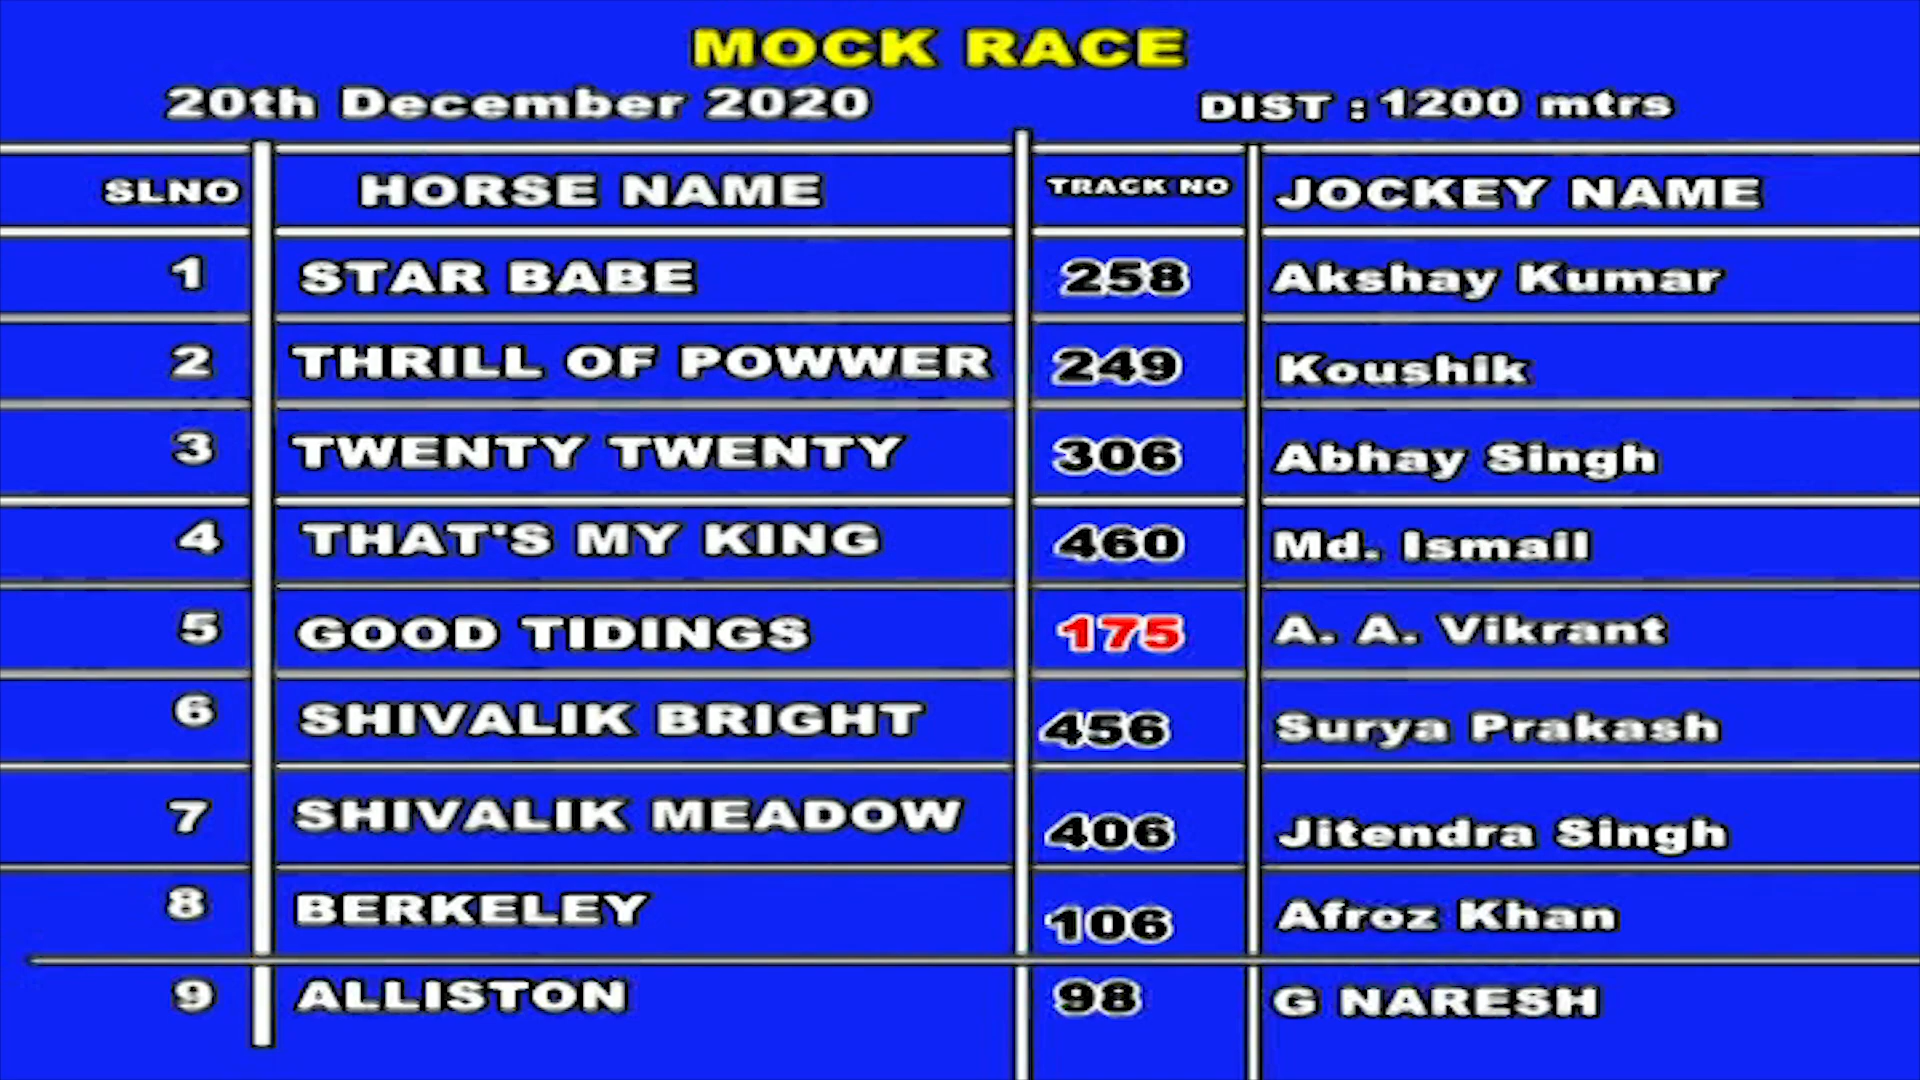 MOCK RACE
20th December 2020 DIST : 1200 mtrs
SLNO HORSE NAME TRACK NO JOCKEY NAME
1 STAR BABE 258 Akshay Kumar
2 THRILL OF POWWER 249 Koushik
3 TWENTY TWENTY 306 Abhay Singh
4 THAT'S MY KING 460 Md. Ismail
5 GOOD TIDINGS 175 A. A. Vikrant
6 SHIVALIK BRIGHT 456 Surya Prakash
7 SHIVALIK MEADOW 406 Jitendra Singh
8 BERKELEY 106 Afroz Khan
9 ALLISTON 98 G NARESH